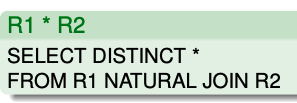 R1 * R2
SELECT DISTINCT *
FROM R1 NATURAL JOIN R2